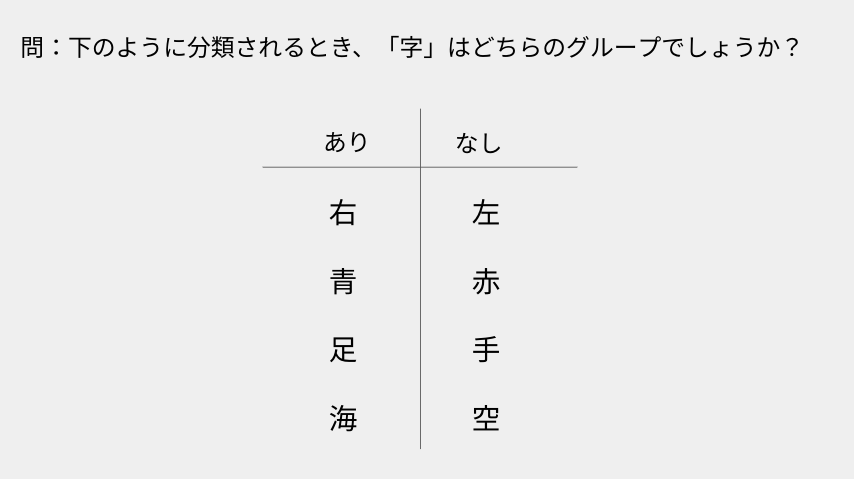 問：下のように分類されるとき、「字」はどちらのグループでしょうか？
あり なし
右 左
青 赤
足 手
海 空